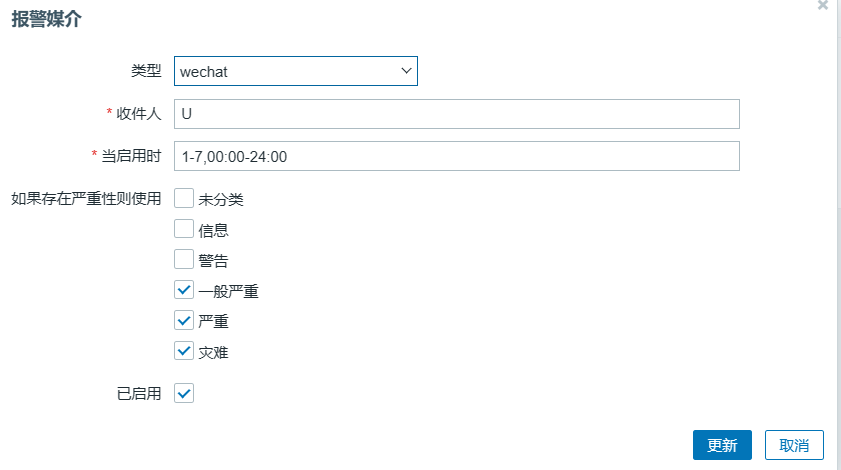 报警媒介
类型 wechat
* 收件人 U
* 当启用时 1-7,00:00-24:00
如果存在严重性则使用 未分类
信息
警告
一般严重
严重
灾难
已启用
更新 取消